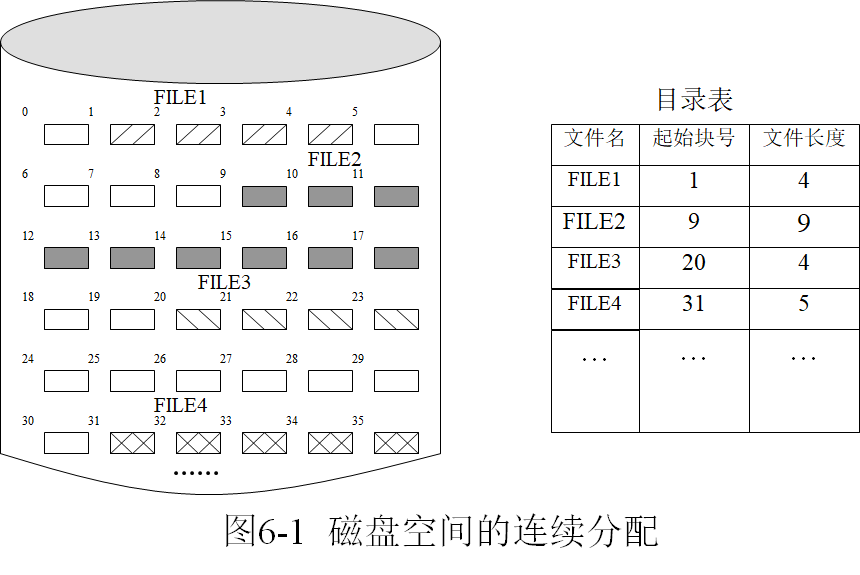 FILE1
0 1 2 3 4 5
FILE2
6 7 8 9 10 11
12 13 14 15 16 17
FILE3
18 19 20 21 22 23
24 25 26 27 28 29
FILE4
30 31 32 33 34 35
……
目录表
文件名 起始块号 文件长度
FILE1 1 4
FILE2 9 9
FILE3 20 4
FILE4 31 5
… … …
图6-1 磁盘空间的连续分配